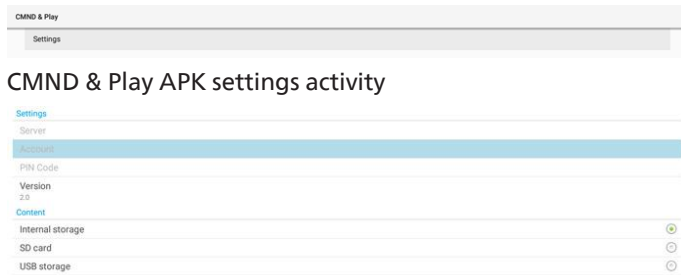 CMND & Play
Settings
CMND & Play APK settings activity
Settings
Server
Account
PIN Code
Version
2.0
Content
Internal storage
SD card
USB storage